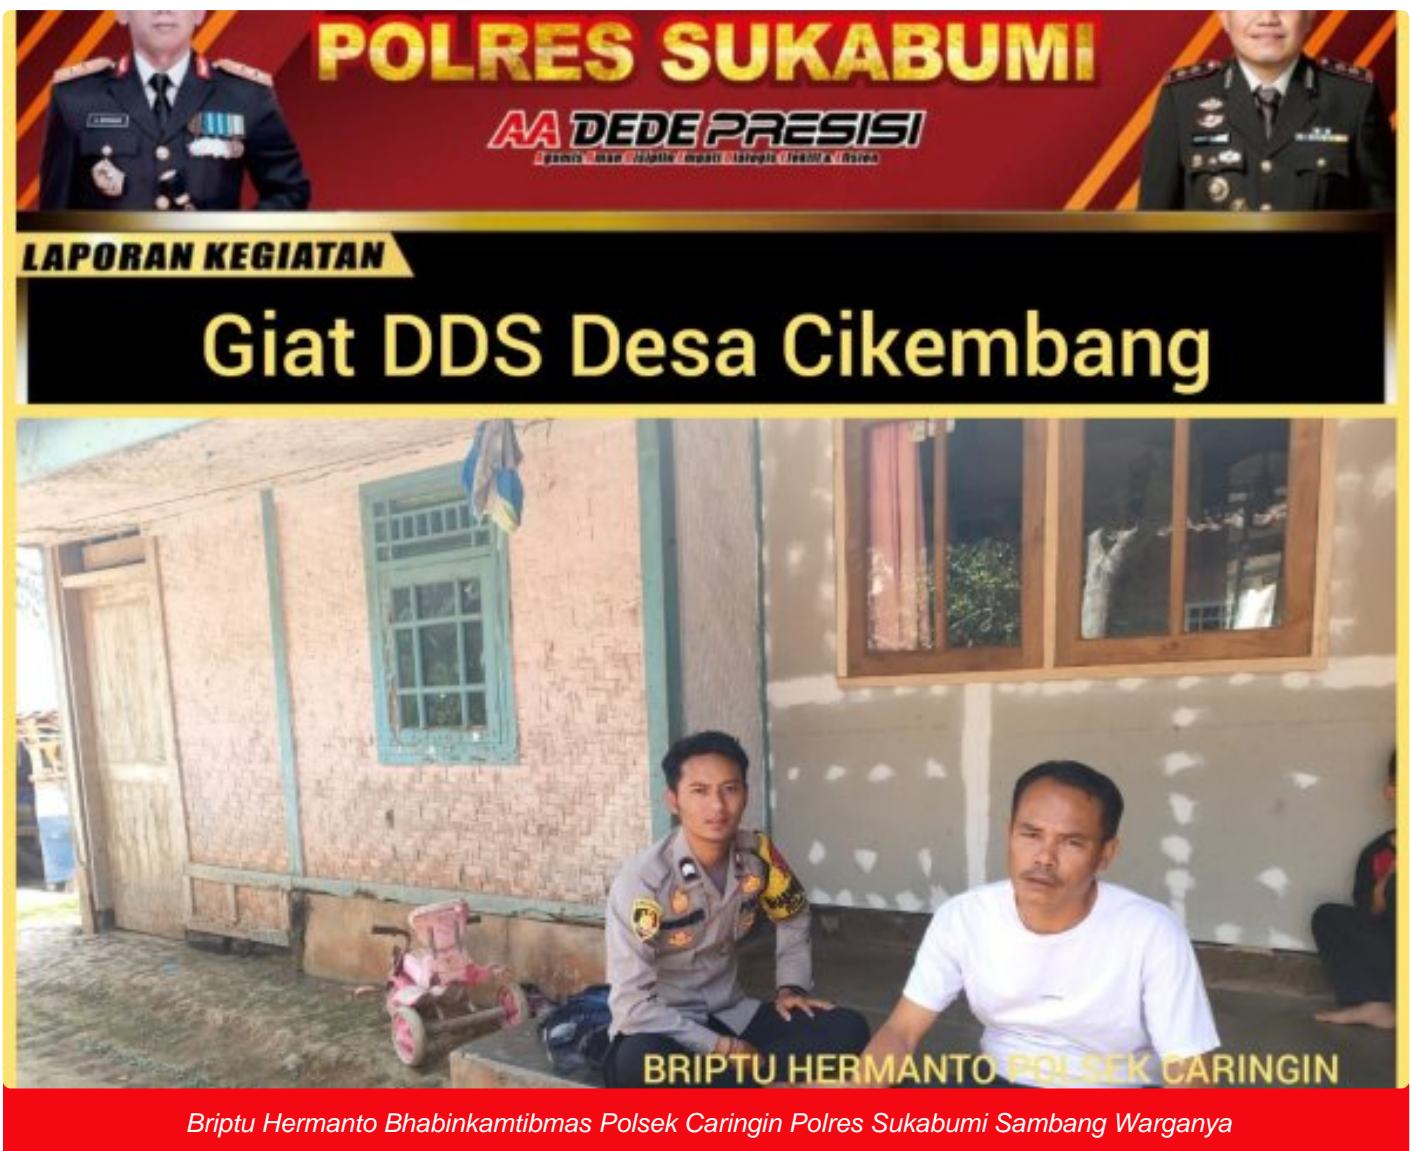 POLRES SUKABUMI
AA DEDE PRESISI
LAPORAN KEGIATAN
Giat DDS Desa Cikembang
BRIPTU HERMANTO POLSEK CARINGIN
Briptu Hermanto Bhabinkamtibmas Polsek Caringin Polres Sukabumi Sambang Warganya